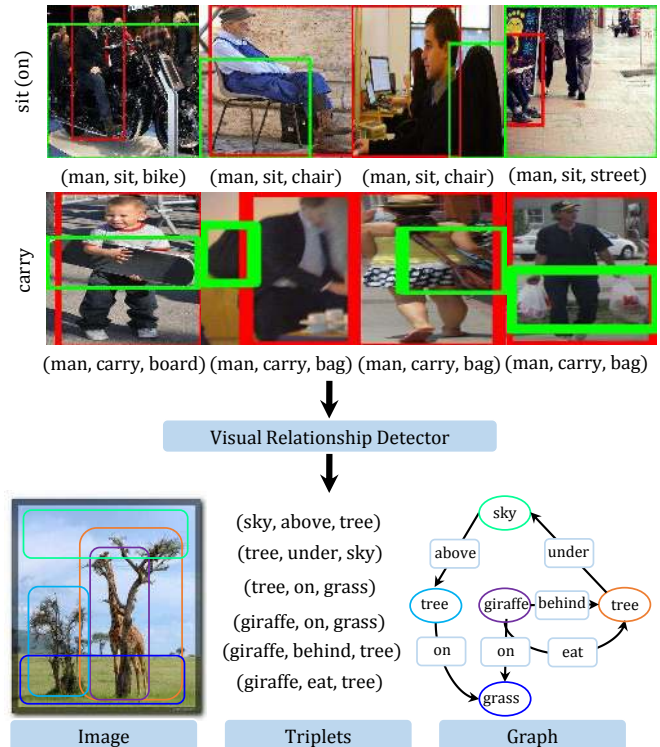 sit (on)
(man, sit, bike) (man, sit, chair) (man, sit, chair) (man, sit, street)
carry
(man, carry, board) (man, carry, bag) (man, carry, bag) (man, carry, bag)
Visual Relationship Detector
(sky, above, tree)
(tree, under, sky)
(tree, on, grass)
(giraffe, on, grass)
(giraffe, behind, tree)
(giraffe, eat, tree)
sky
above under
tree giraffe behind tree
on on eat
grass
Image Triplets Graph